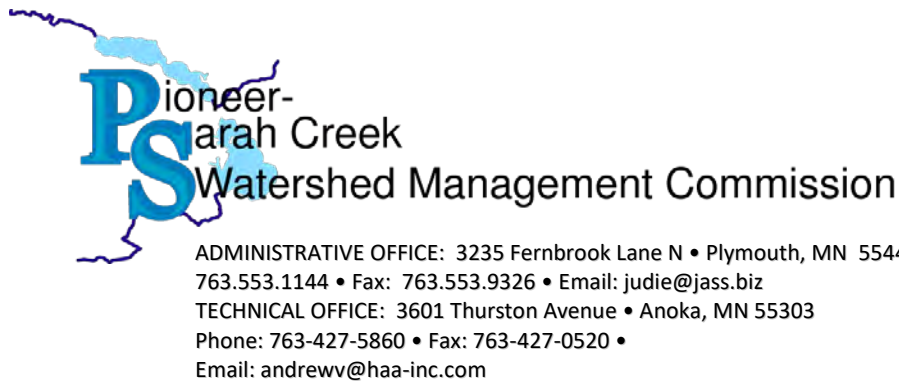 Pioneer-
Sarah Creek
Watershed Management Commission
ADMINISTRATIVE OFFICE: 3235 Fernbrook Lane N • Plymouth, MN 5544
763.553.1144 • Fax: 763.553.9326 • Email: judie@jass.biz
TECHNICAL OFFICE: 3601 Thurston Avenue • Anoka, MN 55303
Phone: 763-427-5860 • Fax: 763-427-0520 •
Email: andrewv@haa-inc.com